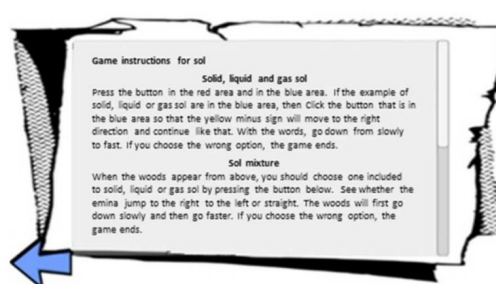 Game instructions for sol
Solid, liquid and gas sol
Press the button in the red area and in the blue area. If the example of
solid, liquid or gas sol are in the blue area, then Click the button that is in
the blue area so that the yellow minus sign will move to the right
direction and continue like that. With the words, go down from slowly
to fast. If you choose the wrong option, the game ends.
Sol mixture
When the woods appear from above, you should choose one included
to solid, liquid or gas sol by pressing the button below. See whether the
emina jump to the right to the left or straight. The woods will first go
down slowly and then go faster. If you choose the wrong option, the
game ends.